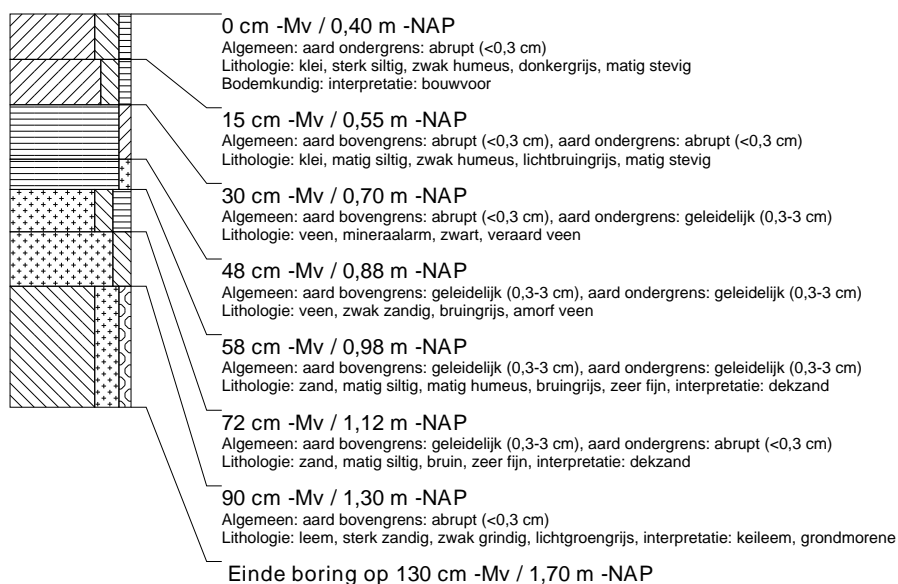 0 cm -Mv / 0,40 m -NAP
Algemeen: aard ondergrens: abrupt (<0,3 cm)
Lithologie: klei, sterk siltig, zwak humeus, donkergrijs, matig stevig
Bodemkundig: interpretatie: bouwvoor
15 cm -Mv / 0,55 m -NAP
Algemeen: aard bovengrens: abrupt (<0,3 cm), aard ondergrens: abrupt (<0,3 cm)
Lithologie: klei, matig siltig, zwak humeus, lichtbruingrijs, matig stevig
30 cm -Mv / 0,70 m -NAP
Algemeen: aard bovengrens: abrupt (<0,3 cm), aard ondergrens: geleidelijk (0,3-3 cm)
Lithologie: veen, mineraalarm, zwart, veraard veen
48 cm -Mv / 0,88 m -NAP
Algemeen: aard bovengrens: geleidelijk (0,3-3 cm), aard ondergrens: geleidelijk (0,3-3 cm)
Lithologie: veen, zwak zandig, bruingrijs, amorf veen
58 cm -Mv / 0,98 m -NAP
Algemeen: aard bovengrens: geleidelijk (0,3-3 cm), aard ondergrens: geleidelijk (0,3-3 cm)
Lithologie: zand, matig siltig, matig humeus, bruingrijs, zeer fijn, interpretatie: dekzand
72 cm -Mv / 1,12 m -NAP
Algemeen: aard bovengrens: geleidelijk (0,3-3 cm), aard ondergrens: abrupt (<0,3 cm)
Lithologie: zand, matig siltig, bruin, zeer fijn, interpretatie: dekzand
90 cm -Mv / 1,30 m -NAP
Algemeen: aard bovengrens: abrupt (<0,3 cm)
Lithologie: leem, sterk zandig, zwak grindig, lichtgroengrijs, interpretatie: keileem, grondmorene
Einde boring op 130 cm -Mv / 1,70 m -NAP